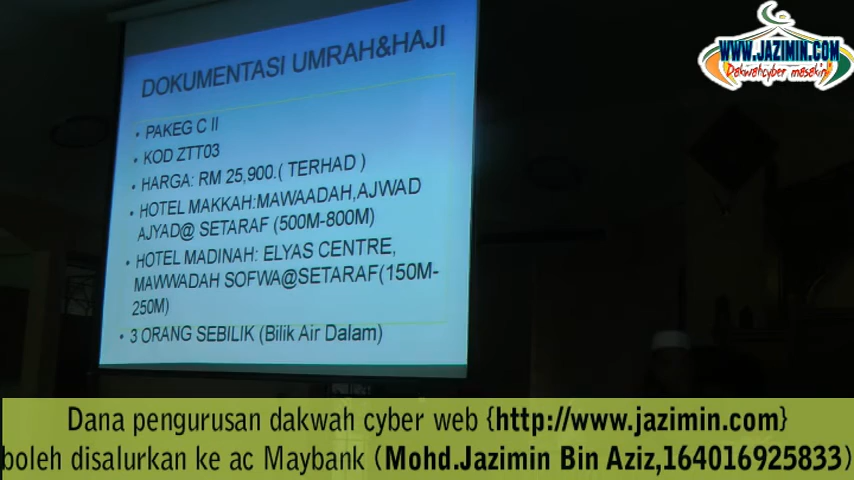 WWW.JAZIMIN.COM
Dakwahcyber masakini
DOKUMENTASI UMRAH&HAJI
• PAKEG C II
• KOD ZTT03
• HARGA: RM 25,900.( TERHAD )
• HOTEL MAKKAH:MAWAADAH,AJWAD
AJYAD@ SETARAF (500M-800M)
• HOTEL MADINAH: ELYAS CENTRE,
MAWWADAH SOFWA@SETARAF(150M-
250M)
• 3 ORANG SEBILIK (Bilik Air Dalam)
Dana pengurusan dakwah cyber web {http://www.jazimin.com}
boleh disalurkan ke ac Maybank (Mohd.Jazimin Bin Aziz,164016925833)